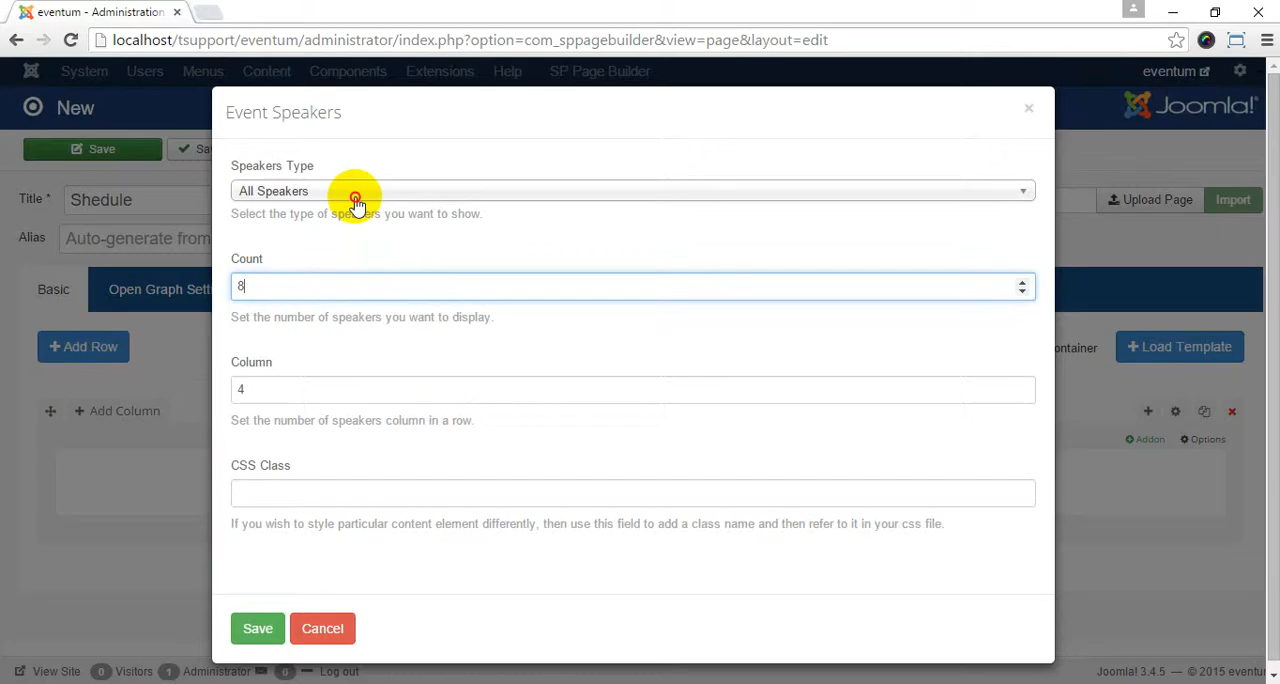 eventum - Administration
localhost/tsupport/eventum/administrator/index.php?option=com_sppagebuilder&view=page&layout=edit
System Users Menus Content Components Extensions Help SP Page Builder eventum
New Joomla!
Save
Title * Shedule Upload Page Import
Alias Auto-generate from
Basic Open Graph
+ Add Row + Load Template
+ Add Column
Addon Options
Event Speakers ×
Speakers Type
All Speakers
Select the type of speakers you want to show.
Count
8
Set the number of speakers you want to display.
Column
4
Set the number of speakers column in a row.
CSS Class
If you wish to style particular content element differently, then use this field to add a class name and then refer to it in your css file.
Save Cancel
View Site 0 Visitors 1 Administrator 0 Log out Joomla! 3.4.5 — © 2015 eventum